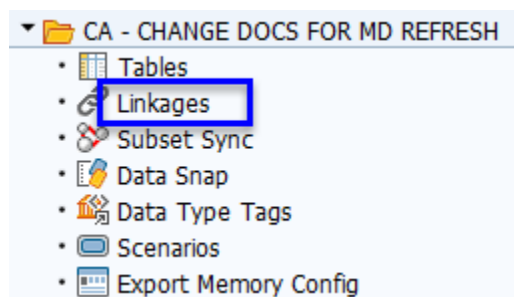 CA - CHANGE DOCS FOR MD REFRESH
Tables
Linkages
Subset Sync
Data Snap
Data Type Tags
Scenarios
Export Memory Config